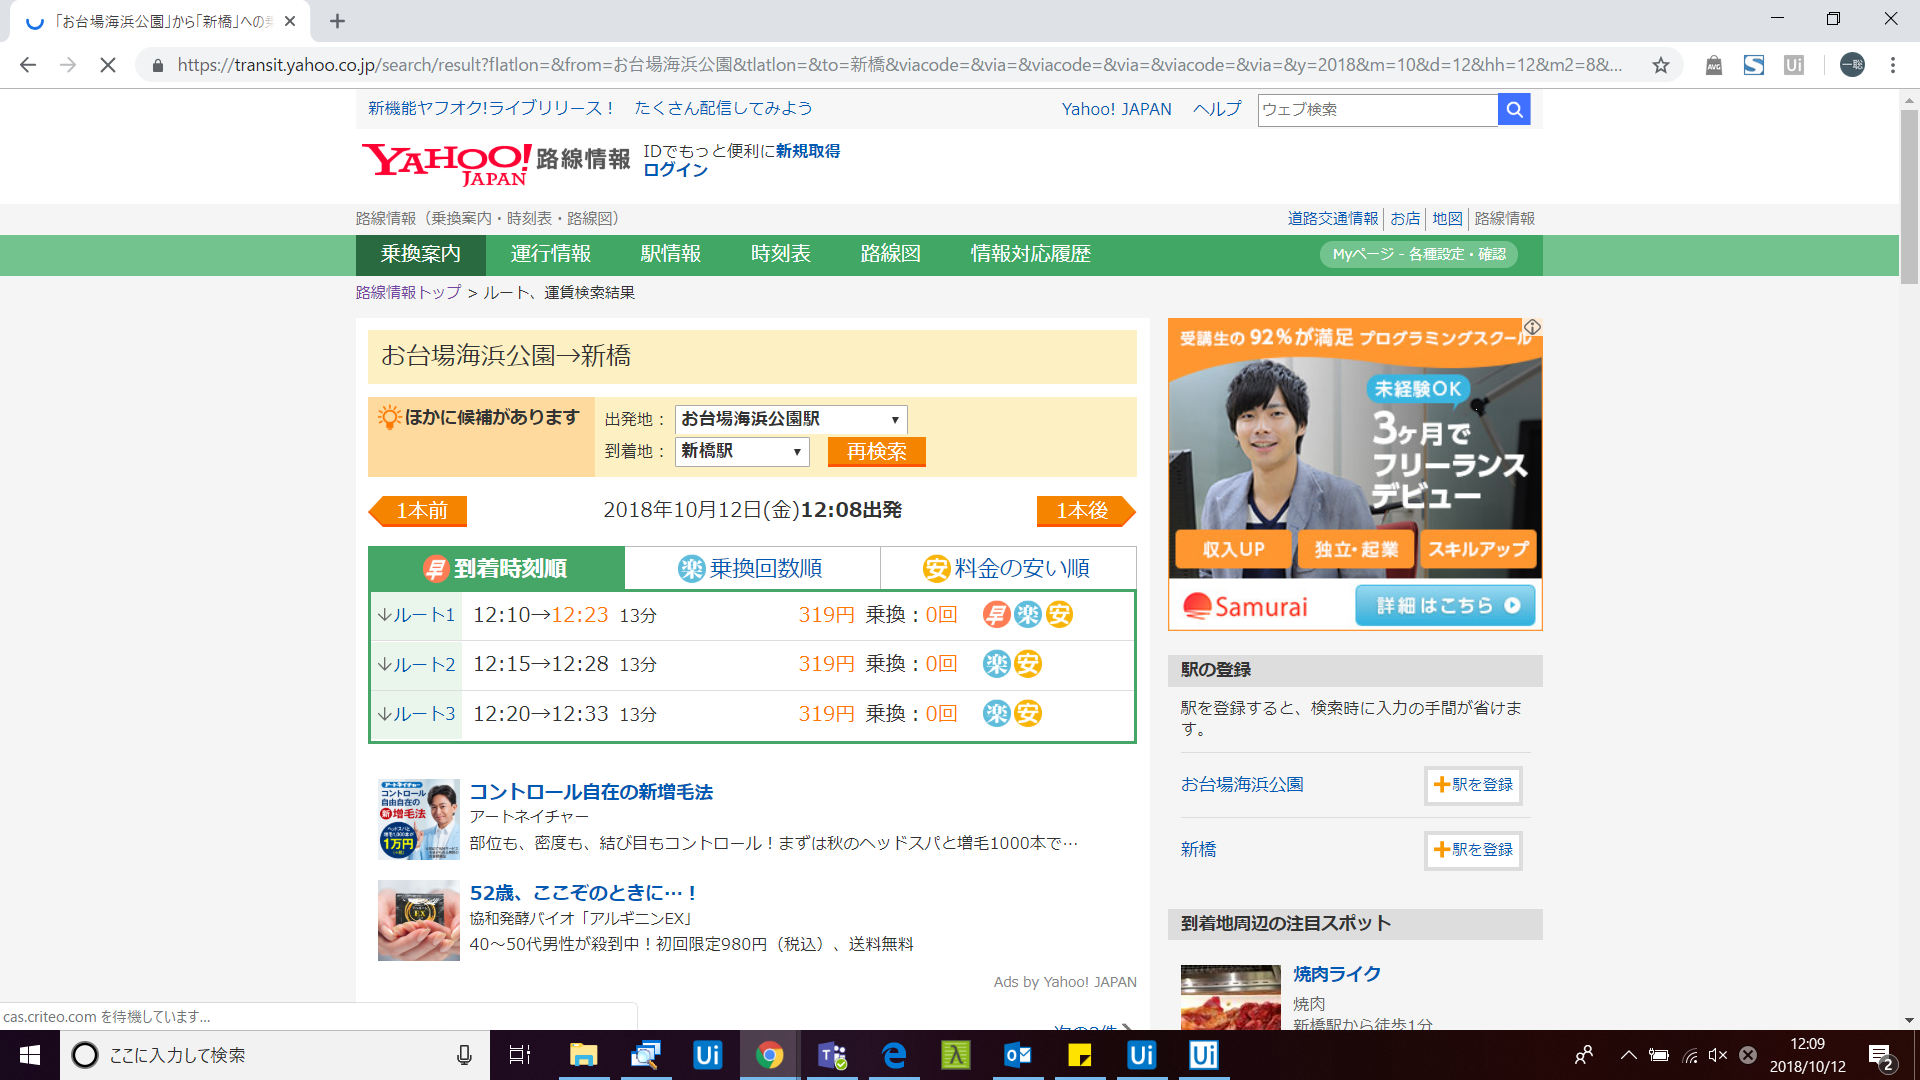 「お台場海浜公園」から「新橋」への
https://transit.yahoo.co.jp/search/result?flatlon=&from=お台場海浜公園&tlatlon=&to=新橋&viacode=&via=&viacode=&via=&viacode=&via=&y=2018&m=10&d=12&hh=12&m2=8&...
新機能ヤフオク!ライブリリース！ たくさん配信してみよう
Yahoo! JAPAN ヘルプ ウェブ検索
YAHOO! JAPAN 路線情報
IDでもっと便利に新規取得
ログイン
路線情報（乗換案内・時刻表・路線図）
道路交通情報 お店 地図 路線情報
乗換案内 運行情報 駅情報 時刻表 路線図 情報対応履歴 Myページ - 各種設定・確認
路線情報トップ > ルート、運賃検索結果
お台場海浜公園→新橋
ほかに候補があります
出発地： お台場海浜公園駅
到着地： 新橋駅 再検索
1本前 2018年10月12日(金)12:08出発 1本後
早 到着時刻順 楽 乗換回数順 安 料金の安い順
↓ルート1 12:10→12:23 13分 319円 乗換：0回 早 楽 安
↓ルート2 12:15→12:28 13分 319円 乗換：0回 楽 安
↓ルート3 12:20→12:33 13分 319円 乗換：0回 楽 安
アートネイチャー
コントロール
自由自在の
新増毛法
1万円
コントロール自在の新増毛法
アートネイチャー
部位も、密度も、結び目もコントロール！まずは秋のヘッドスパと増毛1000本で…
EX
52歳、ここぞのときに…！
協和発酵バイオ「アルギニンEX」
40～50代男性が殺到中！初回限定980円（税込）、送料無料
Ads by Yahoo! JAPAN
受講生の 92%が満足 プログラミングスクール
未経験OK
3ヶ月で
フリーランス
デビュー
収入UP 独立・起業 スキルアップ
Samurai 詳細はこちら
駅の登録
駅を登録すると、検索時に入力の手間が省けます。
お台場海浜公園 +駅を登録
新橋 +駅を登録
到着地周辺の注目スポット
焼肉ライク
焼肉
新橋駅から徒歩1分
cas.criteo.com を待機しています...
ここに入力して検索
12:09
2018/10/12
2